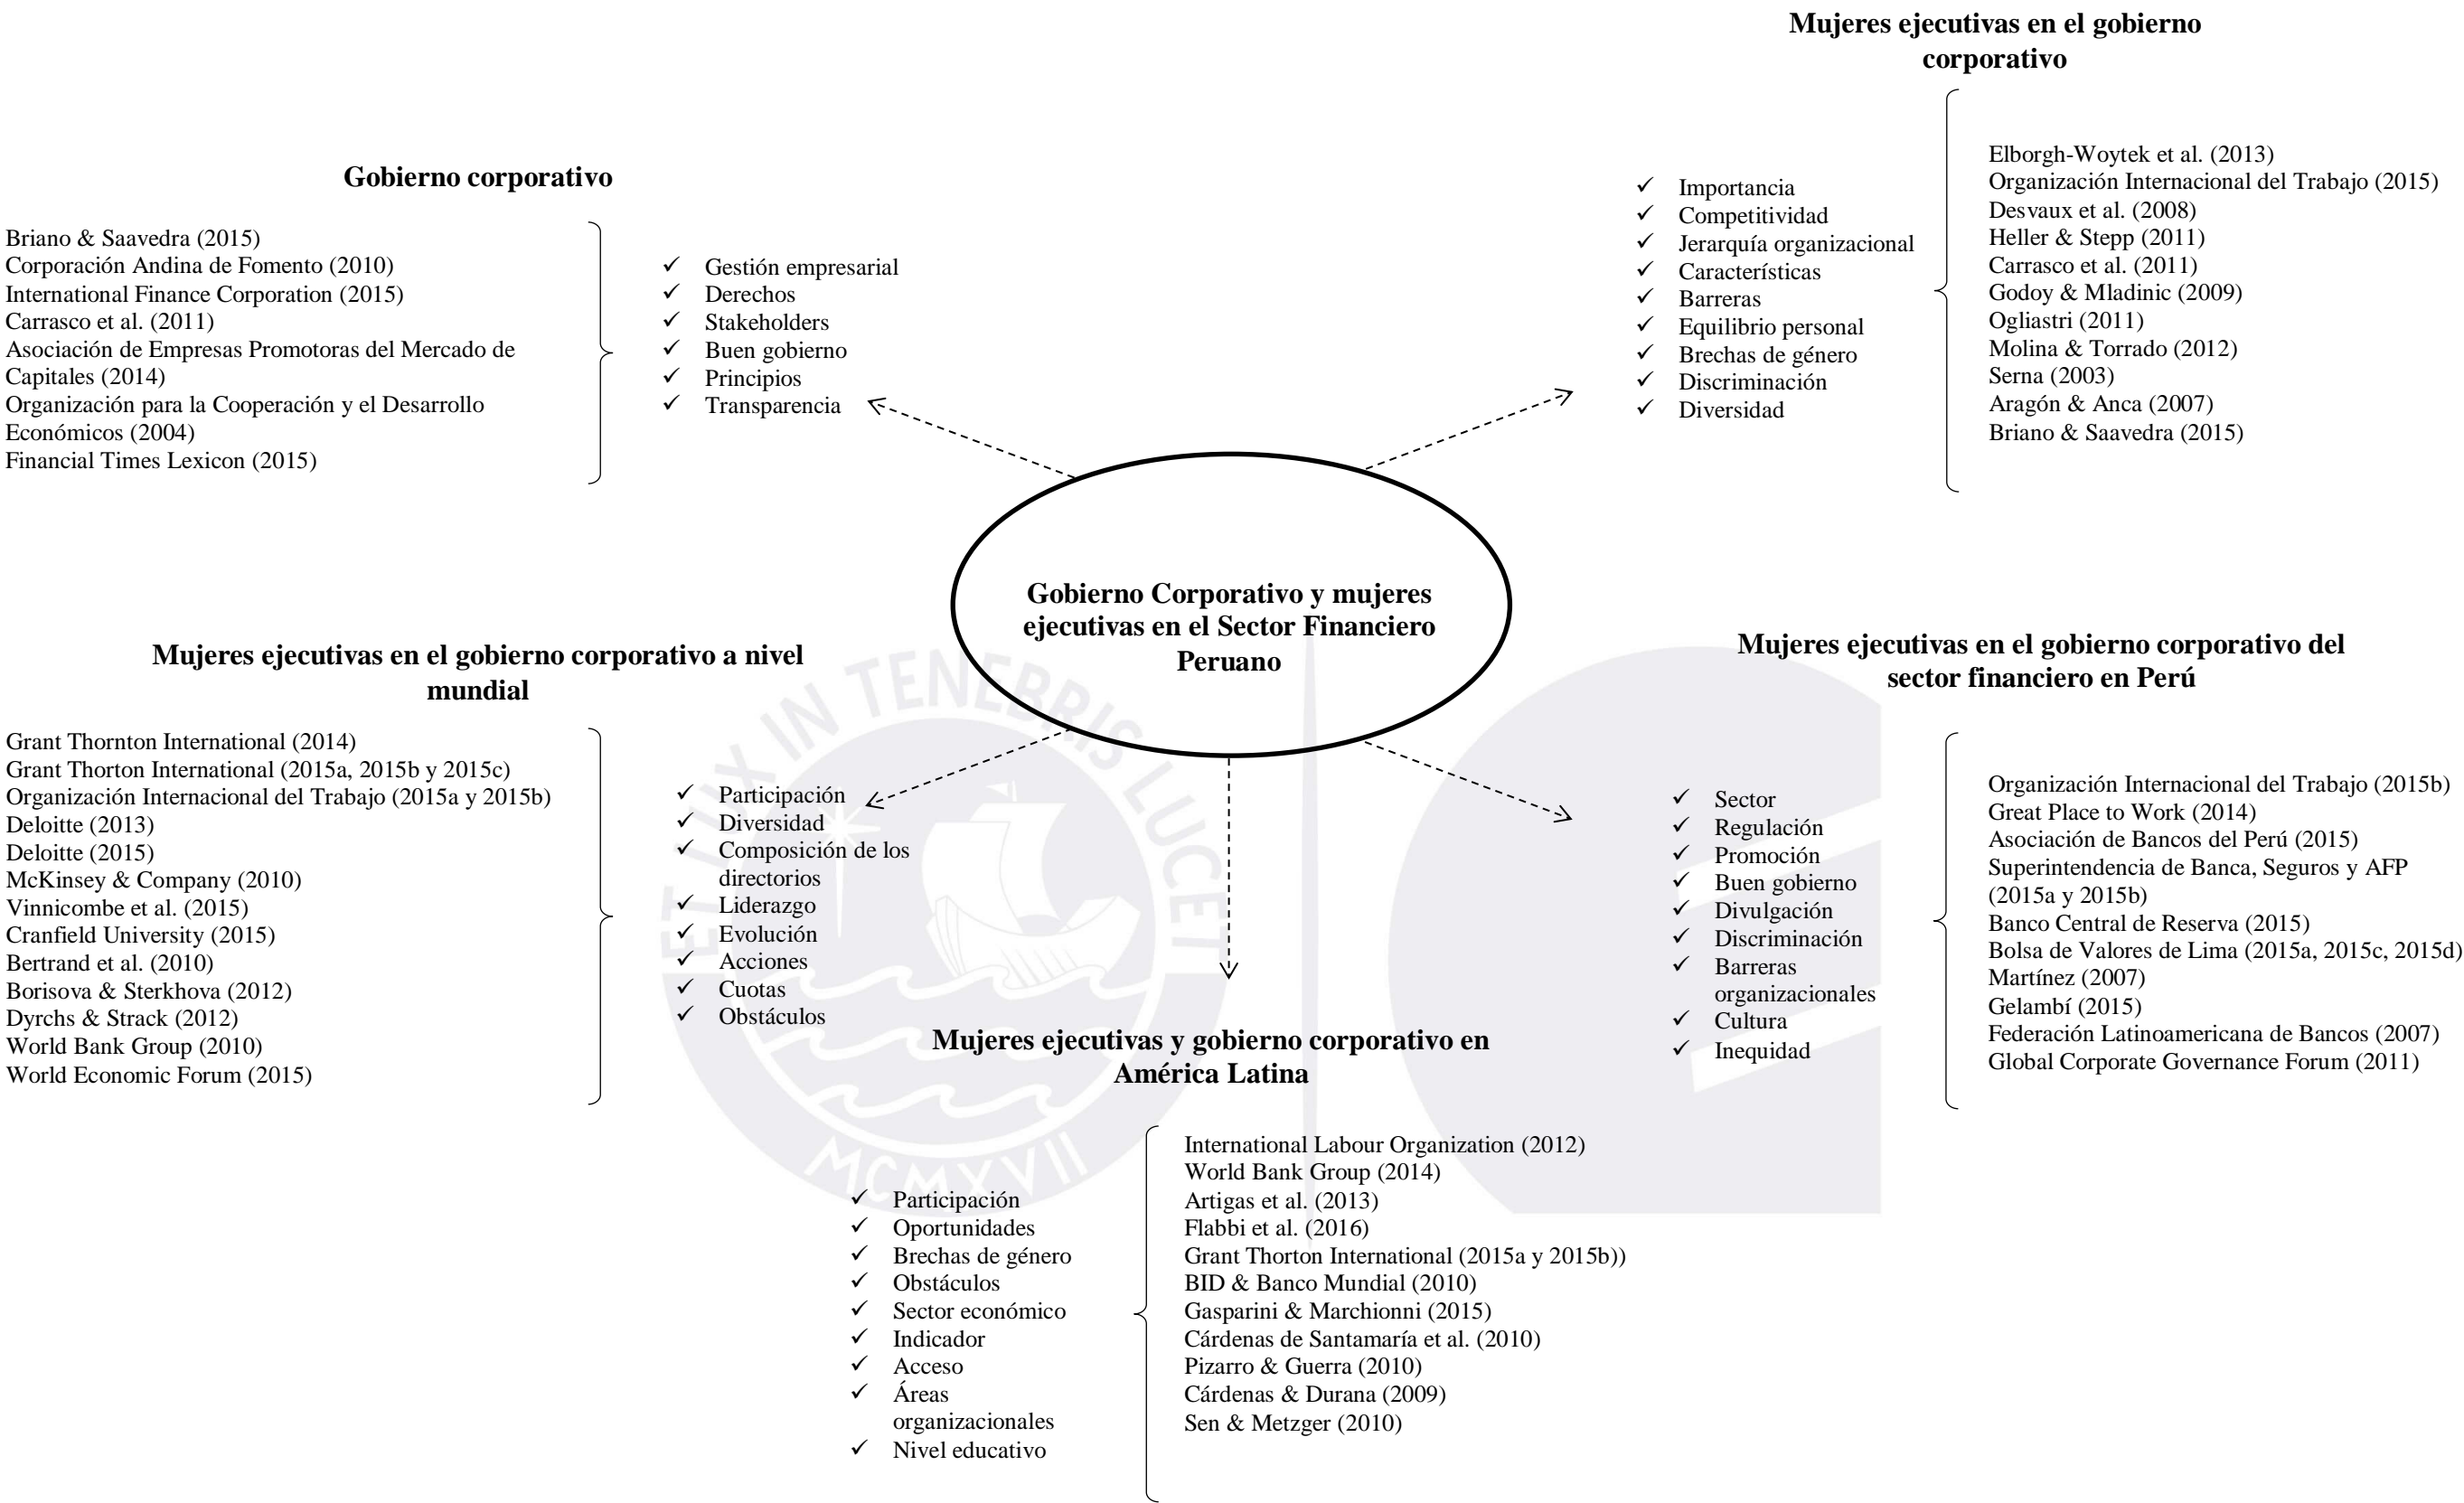 Mujeres ejecutivas en el gobierno
corporativo
Gobierno corporativo
Briano & Saavedra (2015)
Corporación Andina de Fomento (2010)
International Finance Corporation (2015)
Carrasco et al. (2011)
Asociación de Empresas Promotoras del Mercado de
Capitales (2014)
Organización para la Cooperación y el Desarrollo
Económicos (2004)
Financial Times Lexicon (2015)
✓ Gestión empresarial
✓ Derechos
✓ Stakeholders
✓ Buen gobierno
✓ Principios
✓ Transparencia
✓ Importancia
✓ Competitividad
✓ Jerarquía organizacional
✓ Características
✓ Barreras
✓ Equilibrio personal
✓ Brechas de género
✓ Discriminación
✓ Diversidad
Elborgh-Woytek et al. (2013)
Organización Internacional del Trabajo (2015)
Desvaux et al. (2008)
Heller & Stepp (2011)
Carrasco et al. (2011)
Godoy & Mladinic (2009)
Ogliastri (2011)
Molina & Torrado (2012)
Serna (2003)
Aragón & Anca (2007)
Briano & Saavedra (2015)
Gobierno Corporativo y mujeres
ejecutivas en el Sector Financiero
Peruano
Mujeres ejecutivas en el gobierno corporativo a nivel
mundial
Grant Thornton International (2014)
Grant Thorton International (2015a, 2015b y 2015c)
Organización Internacional del Trabajo (2015a y 2015b)
Deloitte (2013)
Deloitte (2015)
McKinsey & Company (2010)
Vinnicombe et al. (2015)
Cranfield University (2015)
Bertrand et al. (2010)
Borisova & Sterkhova (2012)
Dyrchs & Strack (2012)
World Bank Group (2010)
World Economic Forum (2015)
✓ Participación
✓ Diversidad
✓ Composición de los
directorios
✓ Liderazgo
✓ Evolución
✓ Acciones
✓ Cuotas
✓ Obstáculos
Mujeres ejecutivas en el gobierno corporativo del
sector financiero en Perú
✓ Sector
✓ Regulación
✓ Promoción
✓ Buen gobierno
✓ Divulgación
✓ Discriminación
✓ Barreras
organizacionales
✓ Cultura
✓ Inequidad
Organización Internacional del Trabajo (2015b)
Great Place to Work (2014)
Asociación de Bancos del Perú (2015)
Superintendencia de Banca, Seguros y AFP
(2015a y 2015b)
Banco Central de Reserva (2015)
Bolsa de Valores de Lima (2015a, 2015c, 2015d)
Martínez (2007)
Gelambí (2015)
Federación Latinoamericana de Bancos (2007)
Global Corporate Governance Forum (2011)
Mujeres ejecutivas y gobierno corporativo en
América Latina
✓ Participación
✓ Oportunidades
✓ Brechas de género
✓ Obstáculos
✓ Sector económico
✓ Indicador
✓ Acceso
✓ Áreas
organizacionales
✓ Nivel educativo
International Labour Organization (2012)
World Bank Group (2014)
Artigas et al. (2013)
Flabbi et al. (2016)
Grant Thorton International (2015a y 2015b))
BID & Banco Mundial (2010)
Gasparini & Marchionni (2015)
Cárdenas de Santamaría et al. (2010)
Pizarro & Guerra (2010)
Cárdenas & Durana (2009)
Sen & Metzger (2010)
ET LUX IN TENEBRIS LUCET
MCMXVII